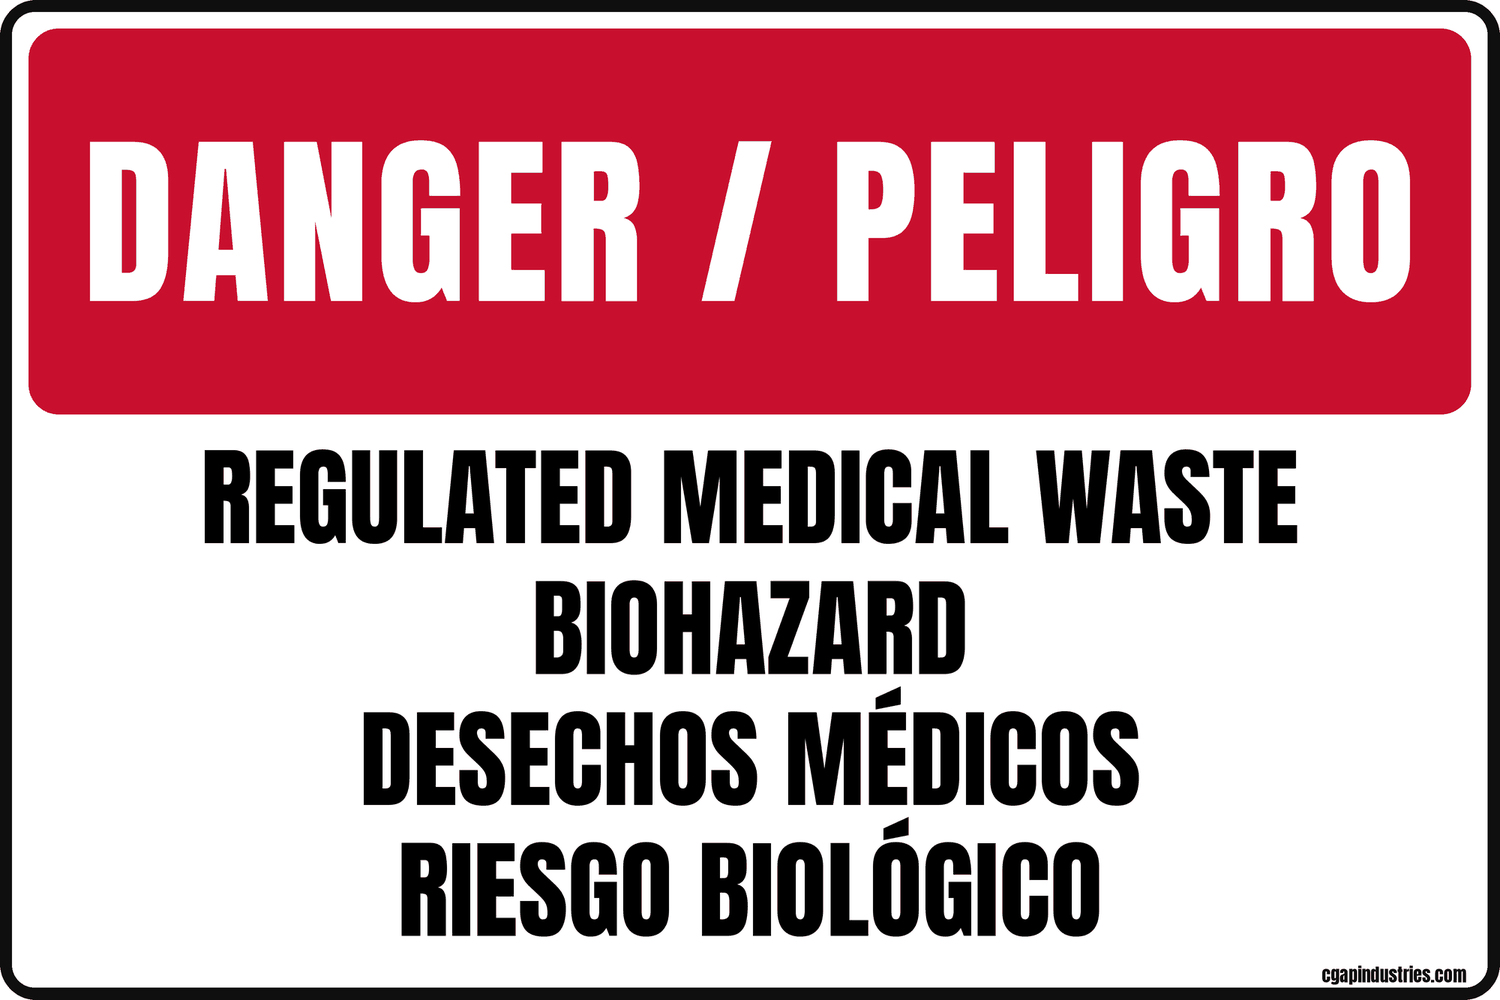 DANGER / PELIGRO
REGULATED MEDICAL WASTE
BIOHAZARD
DESECHOS MÉDICOS
RIESGO BIOLÓGICO
cgapindustries.com